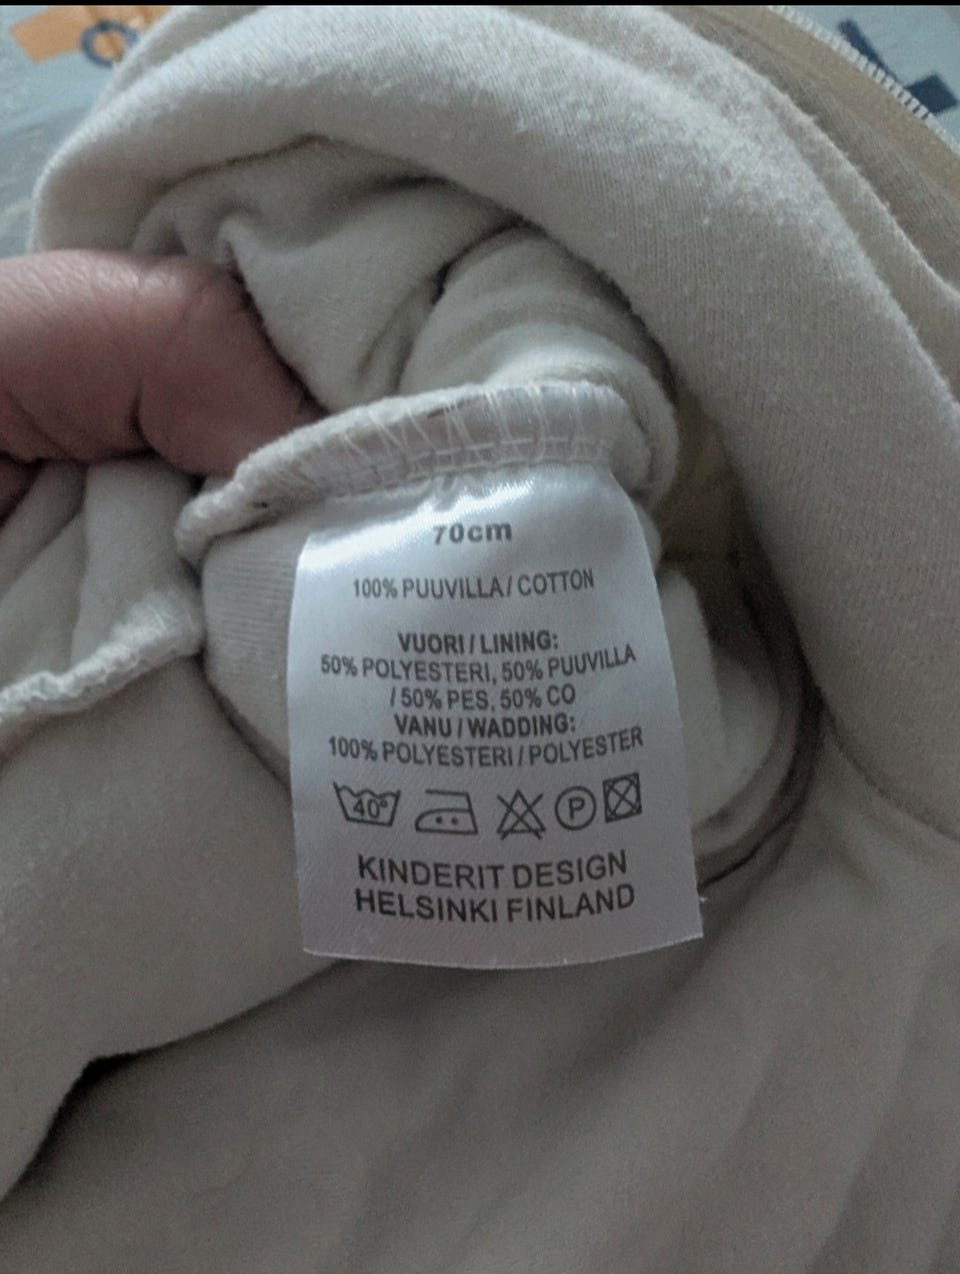 70cm
100% PUUVILLA / COTTON
VUORI / LINING:
50% POLYESTERI, 50% PUUVILLA
/ 50% PES, 50% CO
VANU / WADDING:
100% POLYESTERI / POLYESTER
40° P
KINDERIT DESIGN
HELSINKI FINLAND